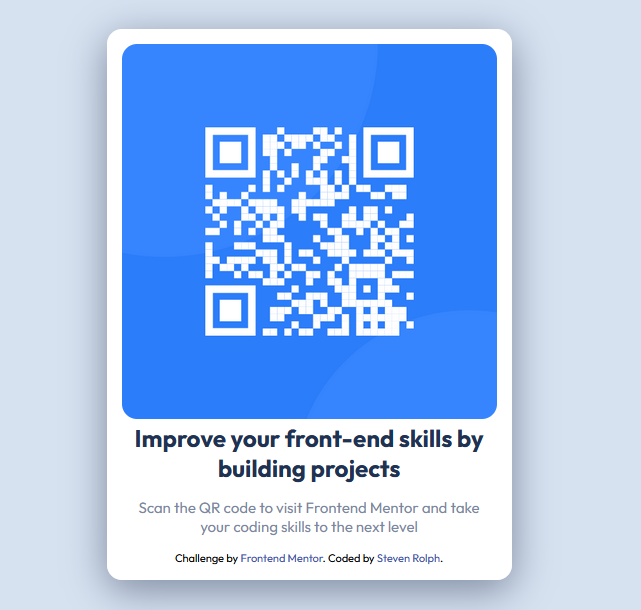 Improve your front-end skills by
building projects
Scan the QR code to visit Frontend Mentor and take
your coding skills to the next level
Challenge by Frontend Mentor. Coded by Steven Rolph.